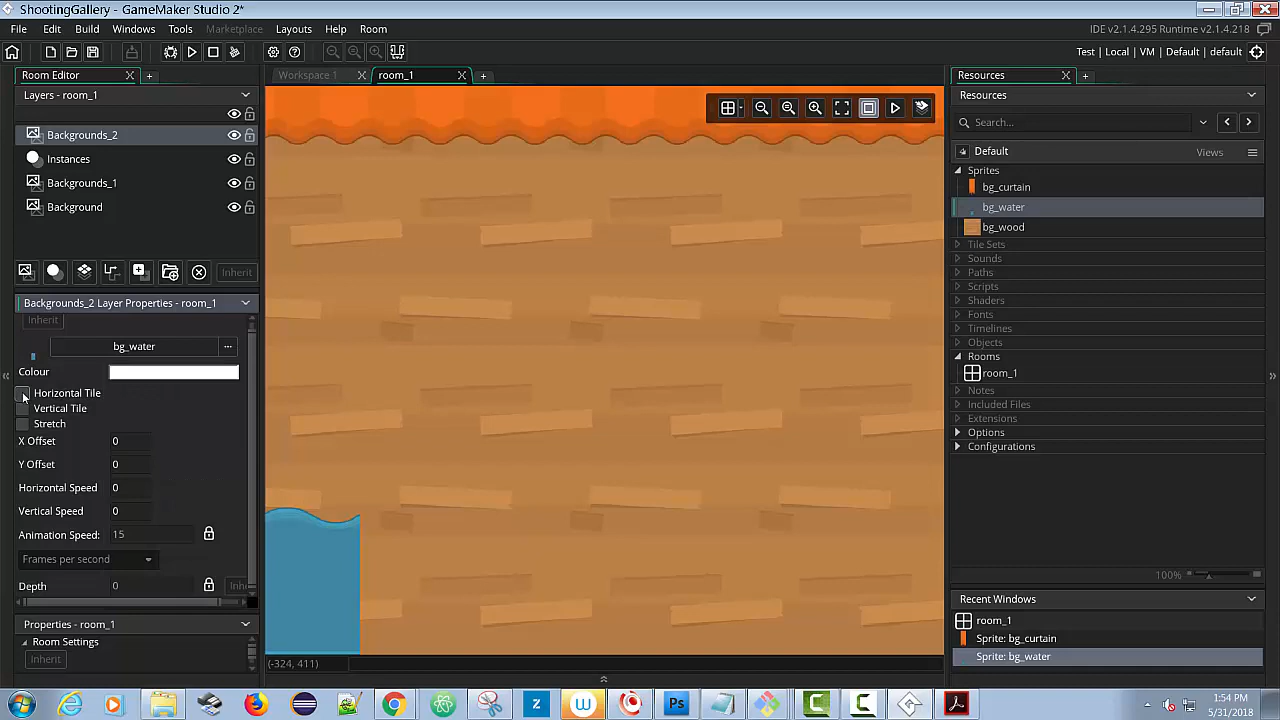 ShootingGallery - GameMaker Studio 2*
File Edit Build Windows Tools Marketplace Layouts Help Room
IDE v2.1.4.295 Runtime v2.1.4.218
Test | Local | VM | Default | default
Room Editor
Workspace 1
room_1
Resources
Layers - room_1
Resources
Backgrounds_2
Search...
Instances
Default
Views
Backgrounds_1
Sprites
bg_curtain
Background
bg_water
bg_wood
Tile Sets
Sounds
Inherit
Paths
Scripts
Backgrounds_2 Layer Properties - room_1
Shaders
Inherit
Fonts
Timelines
bg_water
Objects
Rooms
Colour
room_1
Horizontal Tile
Notes
Vertical Tile
Included Files
Stretch
Extensions
X Offset 0
Options
Configurations
Y Offset 0
Horizontal Speed 0
Vertical Speed 0
Animation Speed: 15
Frames per second
100%
Depth 0
Inh
Recent Windows
Properties - room_1
room_1
Room Settings
Sprite: bg_curtain
Inherit
(-324, 411)
Sprite: bg_water
1:54 PM
5/31/2018